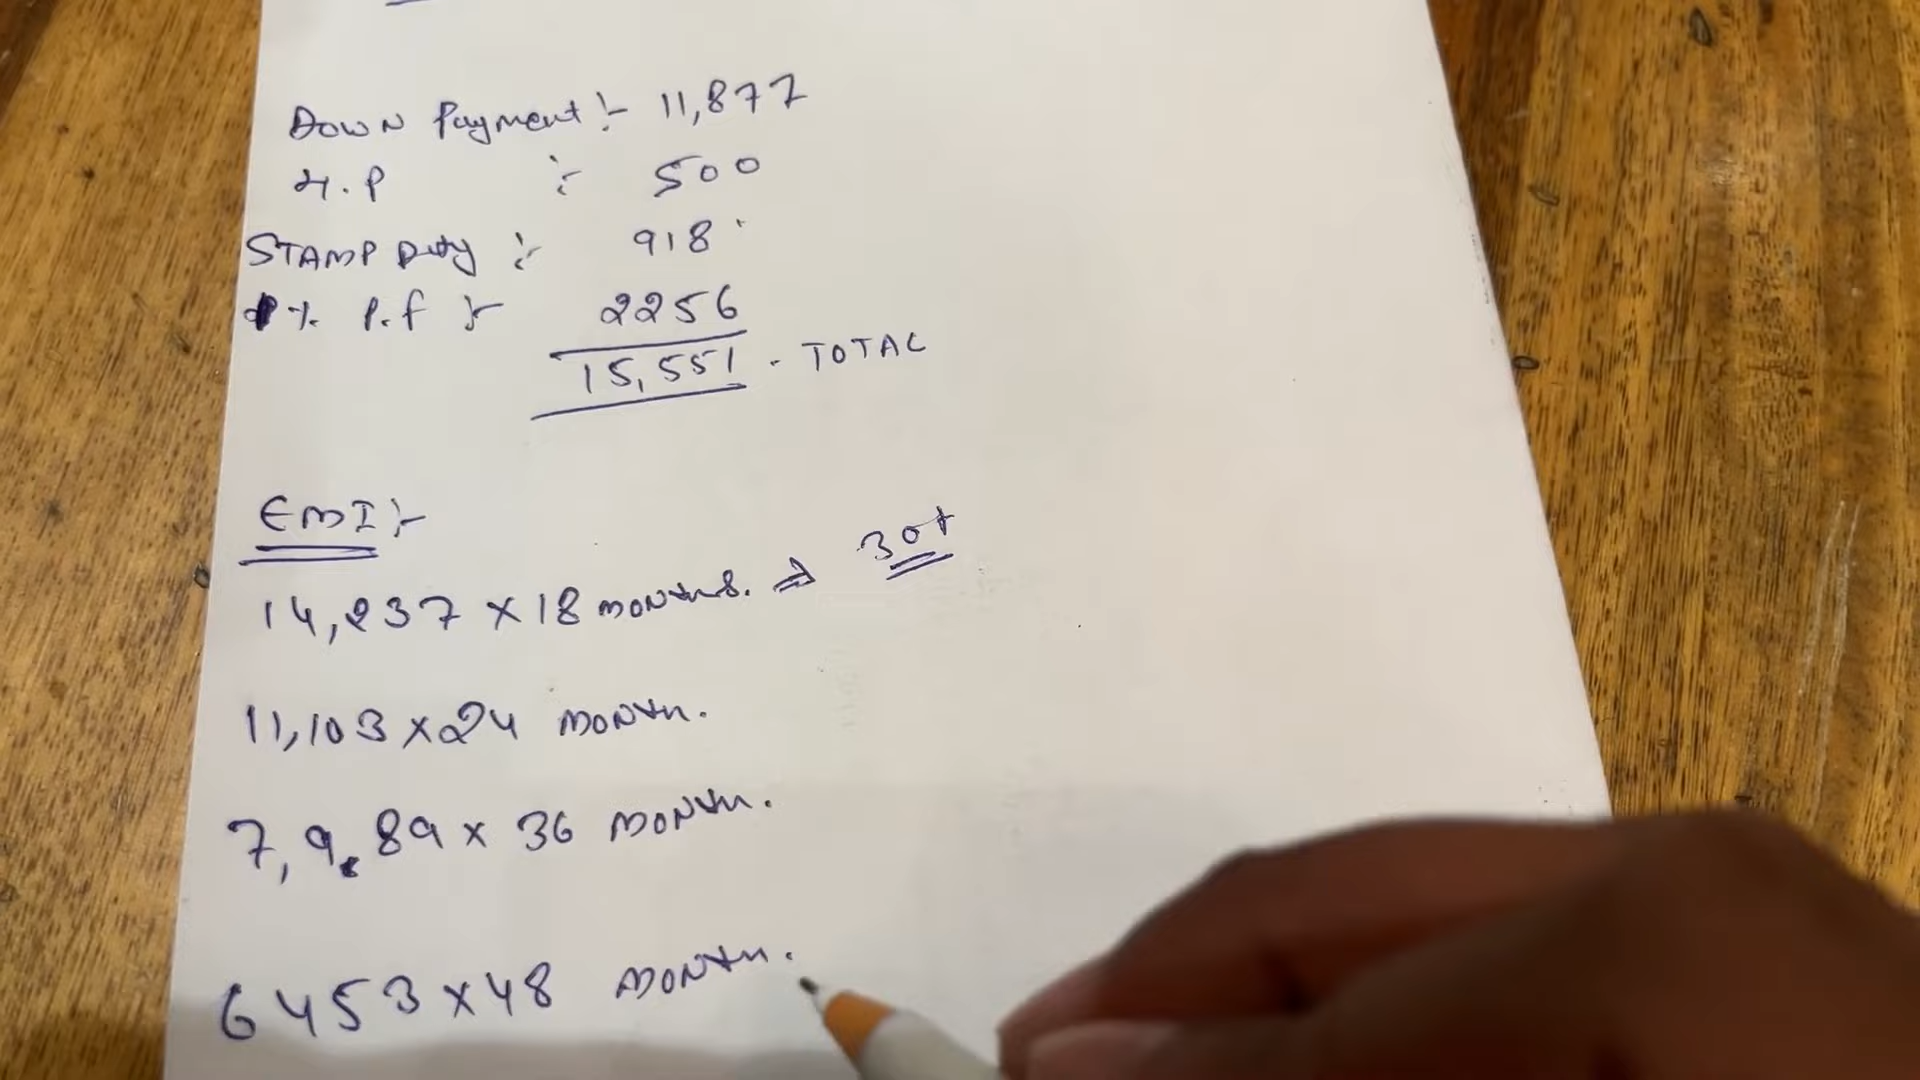 DOWN Payment :- 11,877
H.P :- 500
STAMP Duty :- 918
1% P.f :- 2256
15,551 - TOTAL
EMI :-
14,237 x 18 MONTHS. ⇒ 30+
11,103 x 24 MONTH.
7,989 x 36 MONTH.
6453 x 48 MONTH.